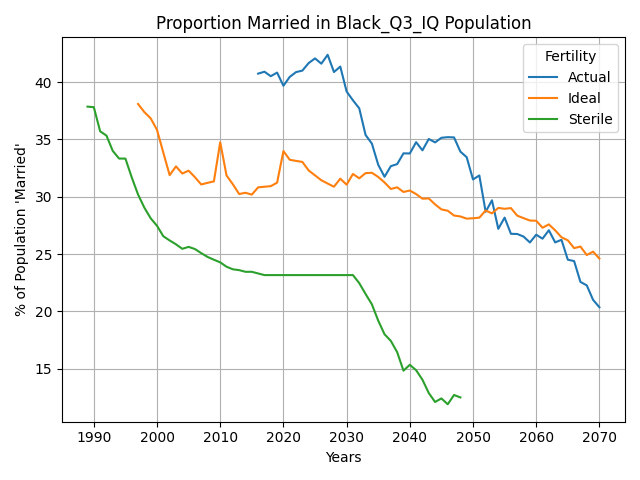 Proportion Married in Black_Q3_IQ Population
Fertility
Actual
Ideal
Sterile
% of Population 'Married'
40
35
30
25
20
15
1990 2000 2010 2020 2030 2040 2050 2060 2070
Years